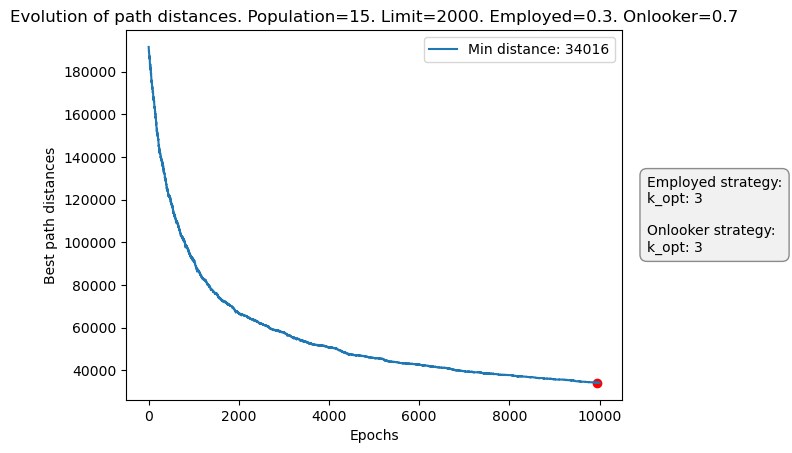 Evolution of path distances. Population=15. Limit=2000. Employed=0.3. Onlooker=0.7
Min distance: 34016
180000
160000
140000
120000
100000
80000
60000
40000
Best path distances
0 2000 4000 6000 8000 10000
Epochs
Employed strategy:
k_opt: 3
Onlooker strategy:
k_opt: 3